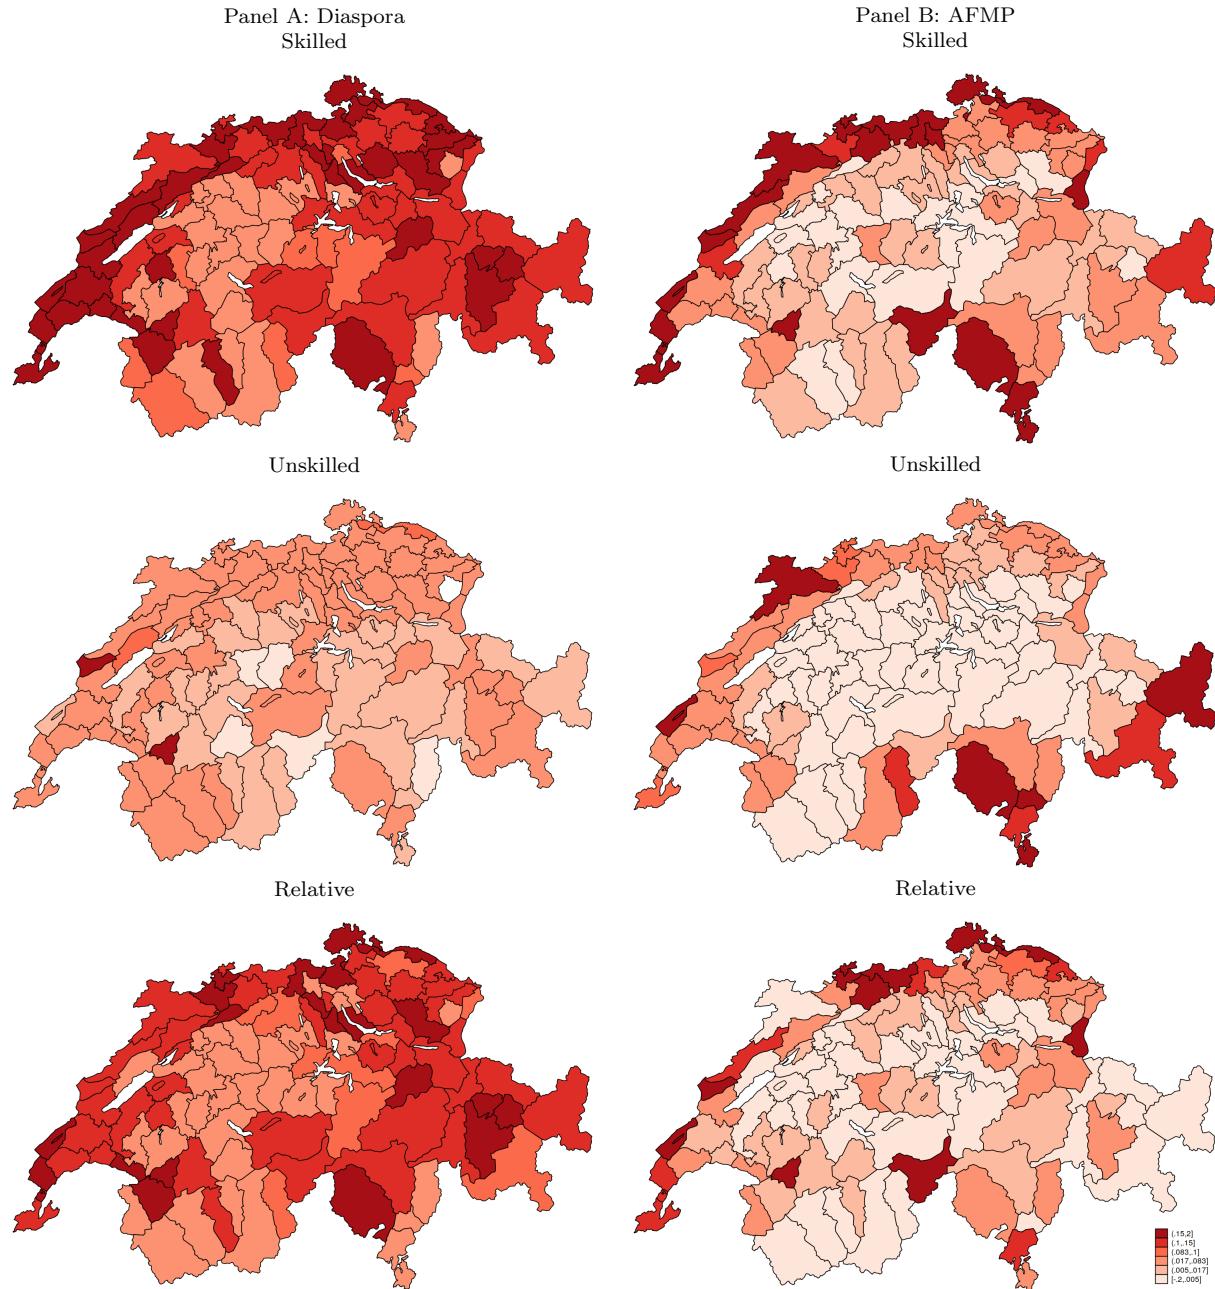 Panel A: Diaspora
Skilled
Panel B: AFMP
Skilled
Unskilled
Unskilled
Relative
Relative
(.15,2]
(.1,.15]
(.083,.1]
(.017,.083]
(.005,.017]
[-.2,.005]